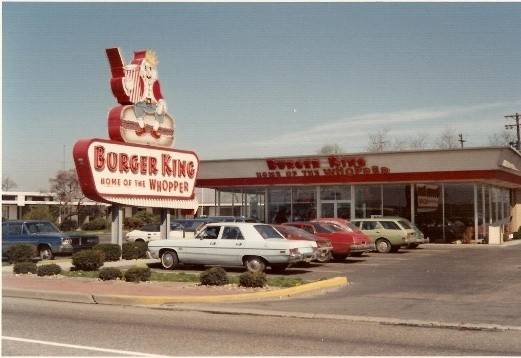 BURGER KING
HOME OF THE WHOPPER
BURGER KING
HOME OF THE WHOPPER